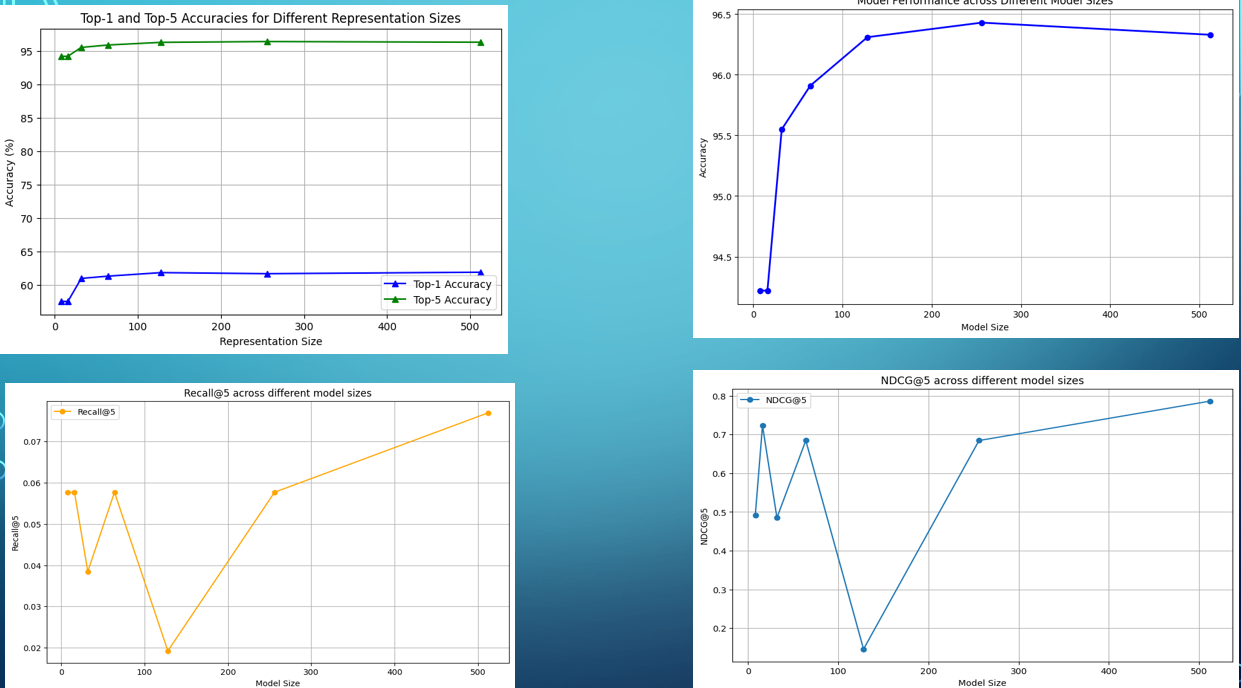 Top-1 and Top-5 Accuracies for Different Representation Sizes
Accuracy (%)
95
90
85
80
75
70
65
60
0 100 200 300 400 500
Representation Size
Top-1 Accuracy
Top-5 Accuracy
Model Performance across Different Model Sizes
Accuracy
96.5
96.0
95.5
95.0
94.5
0 100 200 300 400 500
Model Size
Recall@5 across different model sizes
Recall@5
Recall@5
0.07
0.06
0.05
0.04
0.03
0.02
0 100 200 300 400 500
Model Size
NDCG@5 across different model sizes
NDCG@5
NDCG@5
0.8
0.7
0.6
0.5
0.4
0.3
0.2
0 100 200 300 400 500
Model Size